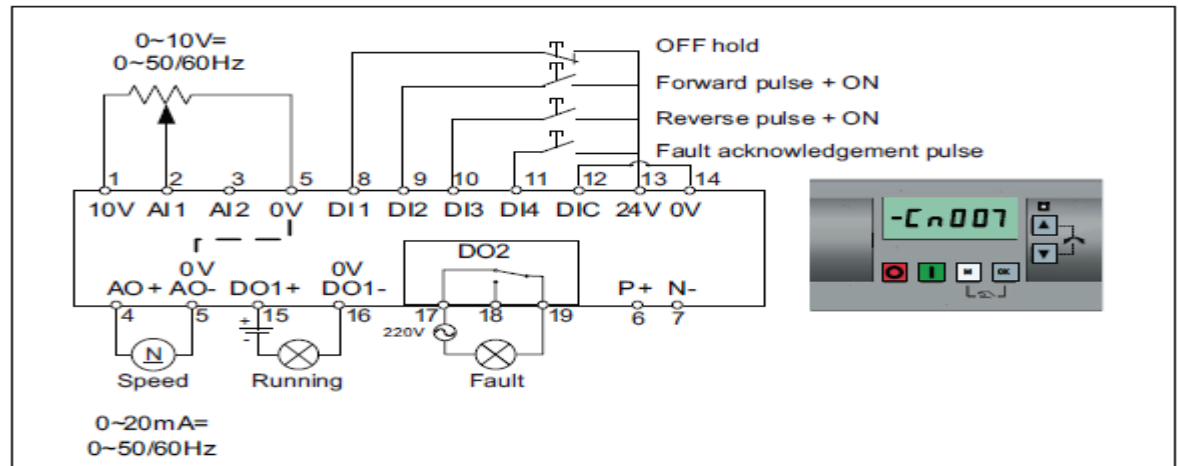 0~10V=
0~50/60Hz
OFF hold
Forward pulse + ON
Reverse pulse + ON
Fault acknowledgement pulse
1 2 3 5 8 9 10 11 12 13 14
10V AI1 AI2 0V DI1 DI2 DI3 DI4 DIC 24V 0V
-Cn007
M OK
DO2
0V 0V
AO+ AO- DO1+ DO1- P+ N-
4 5 15 16 17 18 19 6 7
+
-
220V
N
Speed Running Fault
0~20mA=
0~50/60Hz